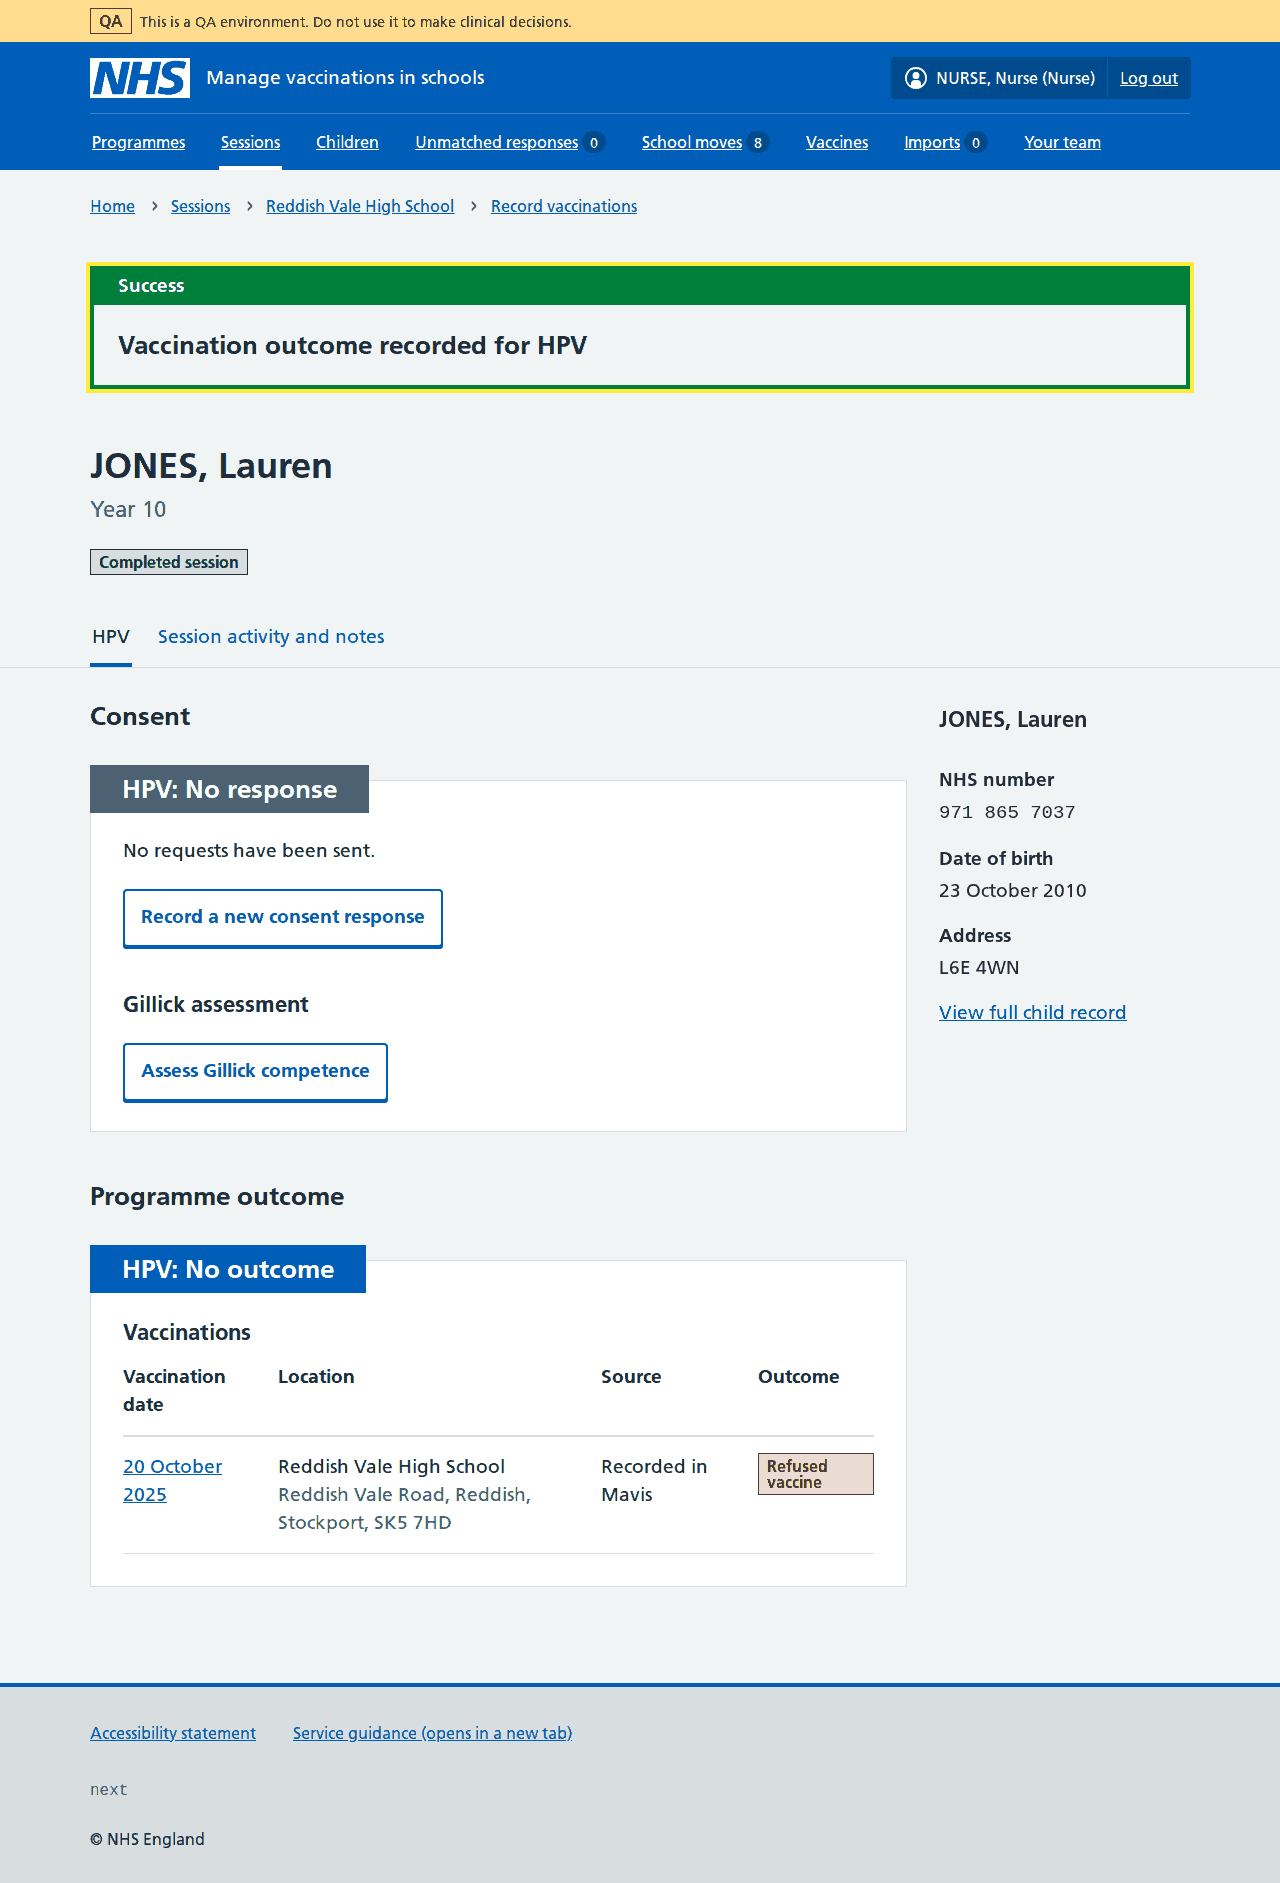 QA This is a QA environment. Do not use it to make clinical decisions.
NHS Manage vaccinations in schools NURSE, Nurse (Nurse) Log out
Programmes Sessions Children Unmatched responses 0 School moves 8 Vaccines Imports 0 Your team
Home › Sessions › Reddish Vale High School › Record vaccinations
Success
Vaccination outcome recorded for HPV
JONES, Lauren
Year 10
Completed session
HPV Session activity and notes
Consent
HPV: No response
No requests have been sent.
Record a new consent response
Gillick assessment
Assess Gillick competence
JONES, Lauren
NHS number
971 865 7037
Date of birth
23 October 2010
Address
L6E 4WN
View full child record
Programme outcome
HPV: No outcome
Vaccinations
Vaccination date Location Source Outcome
20 October 2025 Reddish Vale High School Recorded in Mavis Refused vaccine
Reddish Vale Road, Reddish,
Stockport, SK5 7HD
Accessibility statement Service guidance (opens in a new tab)
next
© NHS England